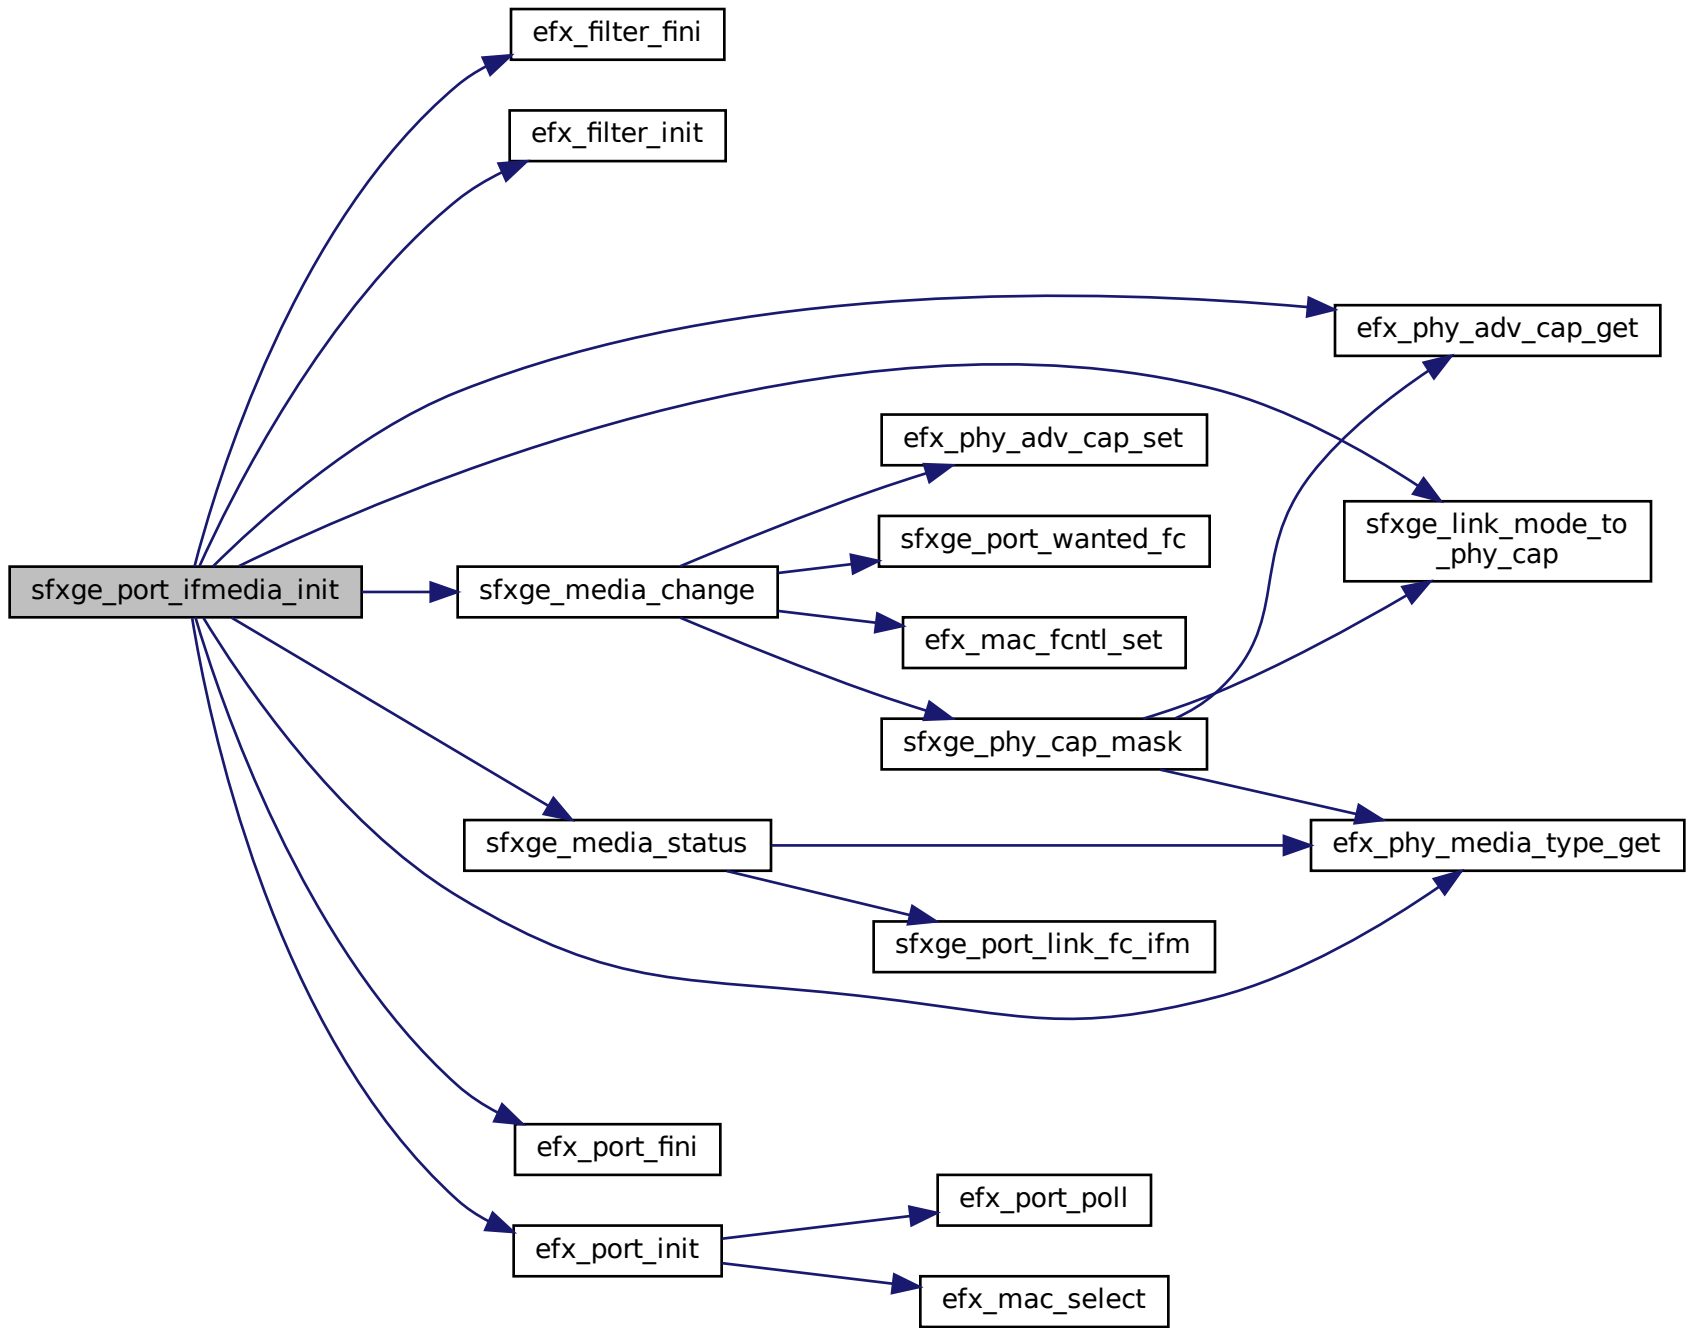 efx_filter_fini
efx_filter_init
efx_phy_adv_cap_get
efx_phy_adv_cap_set
sfxge_link_mode_to
_phy_cap
sfxge_port_wanted_fc
sfxge_port_ifmedia_init
sfxge_media_change
efx_mac_fcntl_set
sfxge_phy_cap_mask
sfxge_media_status
efx_phy_media_type_get
sfxge_port_link_fc_ifm
efx_port_fini
efx_port_poll
efx_port_init
efx_mac_select